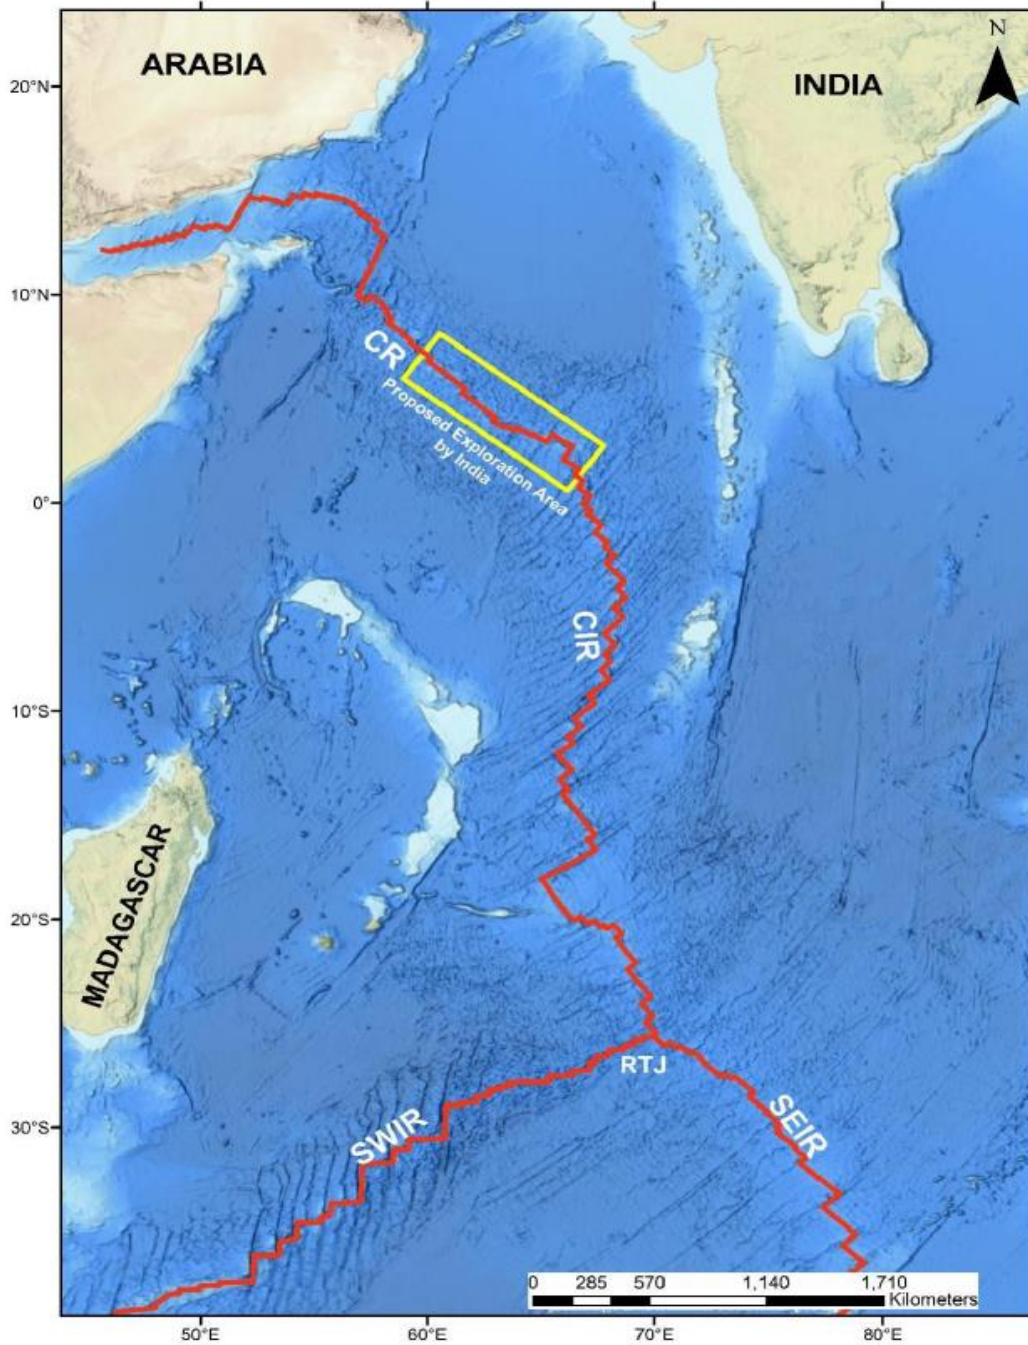 N
ARABIA
INDIA
20°N
10°N
CR
Proposed Exploration Area
by India
0°
CIR
10°S
MADAGASCAR
20°S
RTJ
SWIR
SEIR
30°S
0 285 570 1,140 1,710
Kilometers
50°E 60°E 70°E 80°E